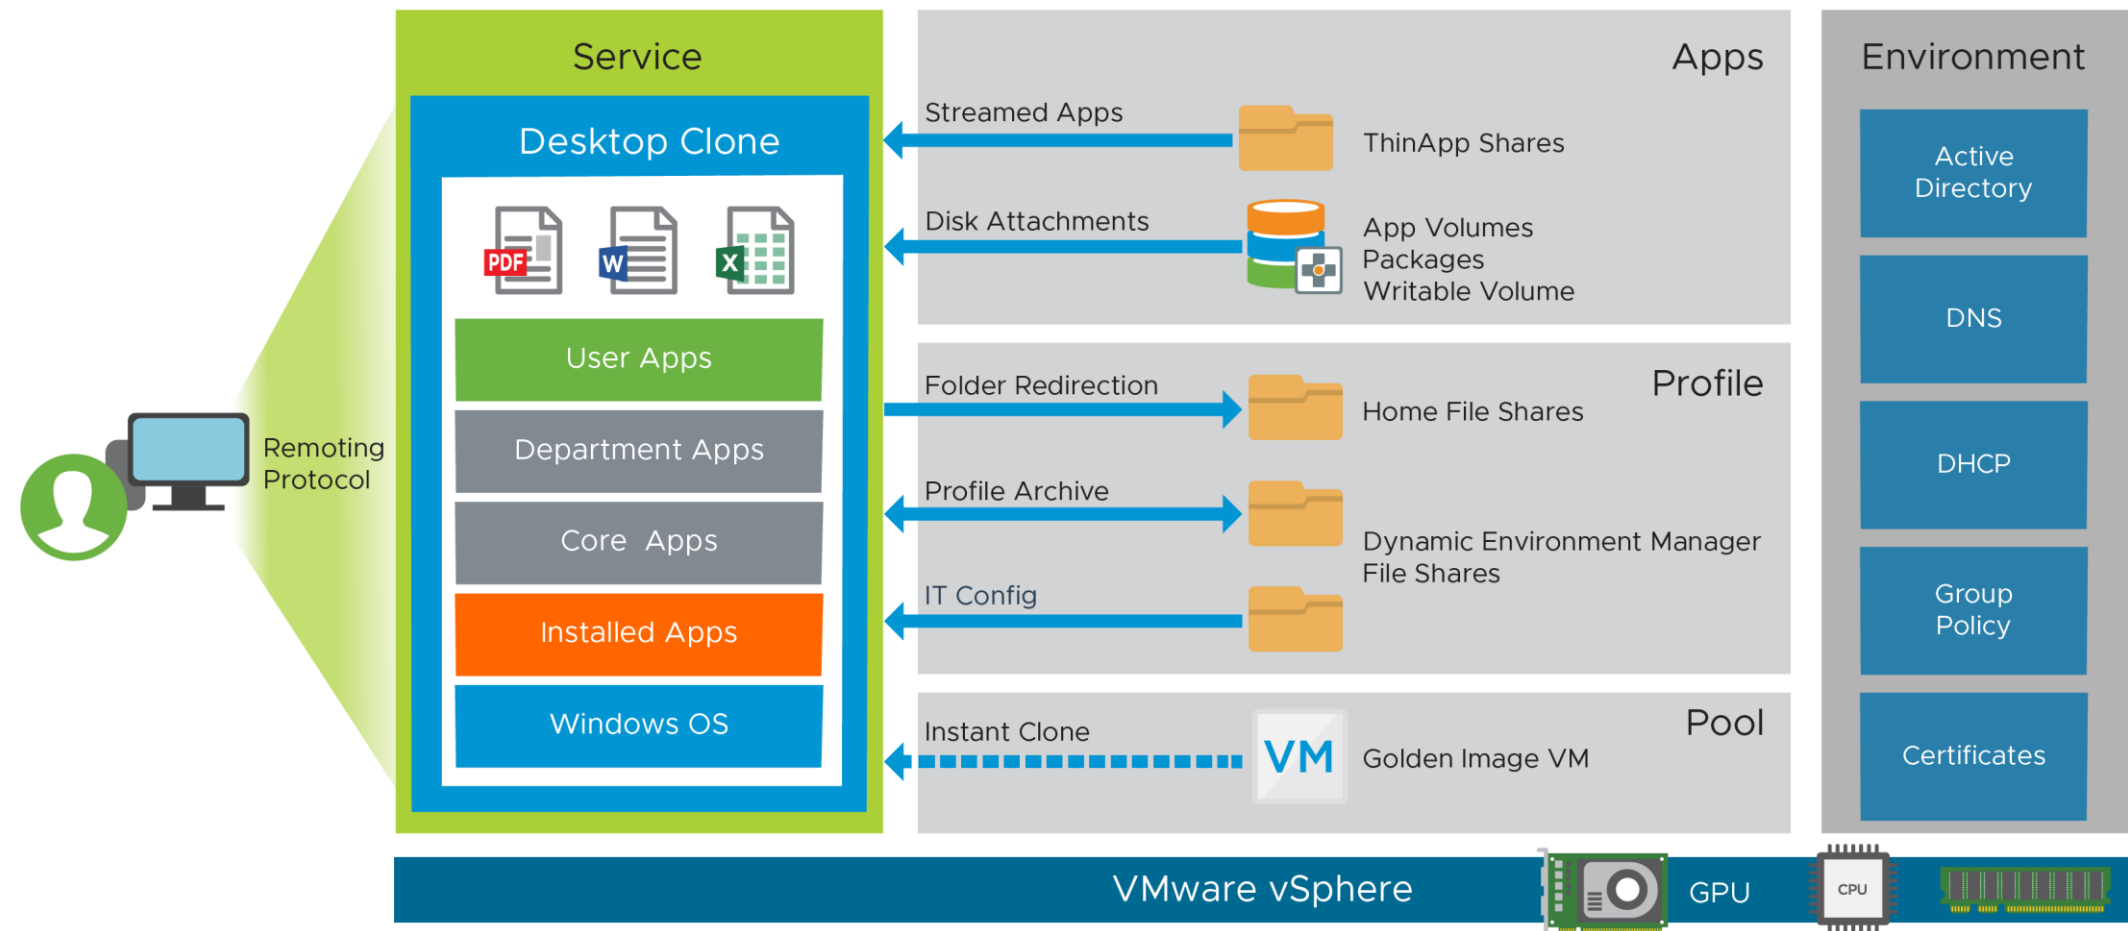 Service
Desktop Clone
PDF
W
X
User Apps
Department Apps
Core Apps
Installed Apps
Windows OS
Remoting
Protocol
Apps
Streamed Apps
ThinApp Shares
Disk Attachments
App Volumes
Packages
Writable Volume
Profile
Folder Redirection
Home File Shares
Profile Archive
Dynamic Environment Manager
File Shares
IT Config
Pool
Instant Clone
VM
Golden Image VM
Environment
Active
Directory
DNS
DHCP
Group
Policy
Certificates
VMware vSphere
GPU
CPU